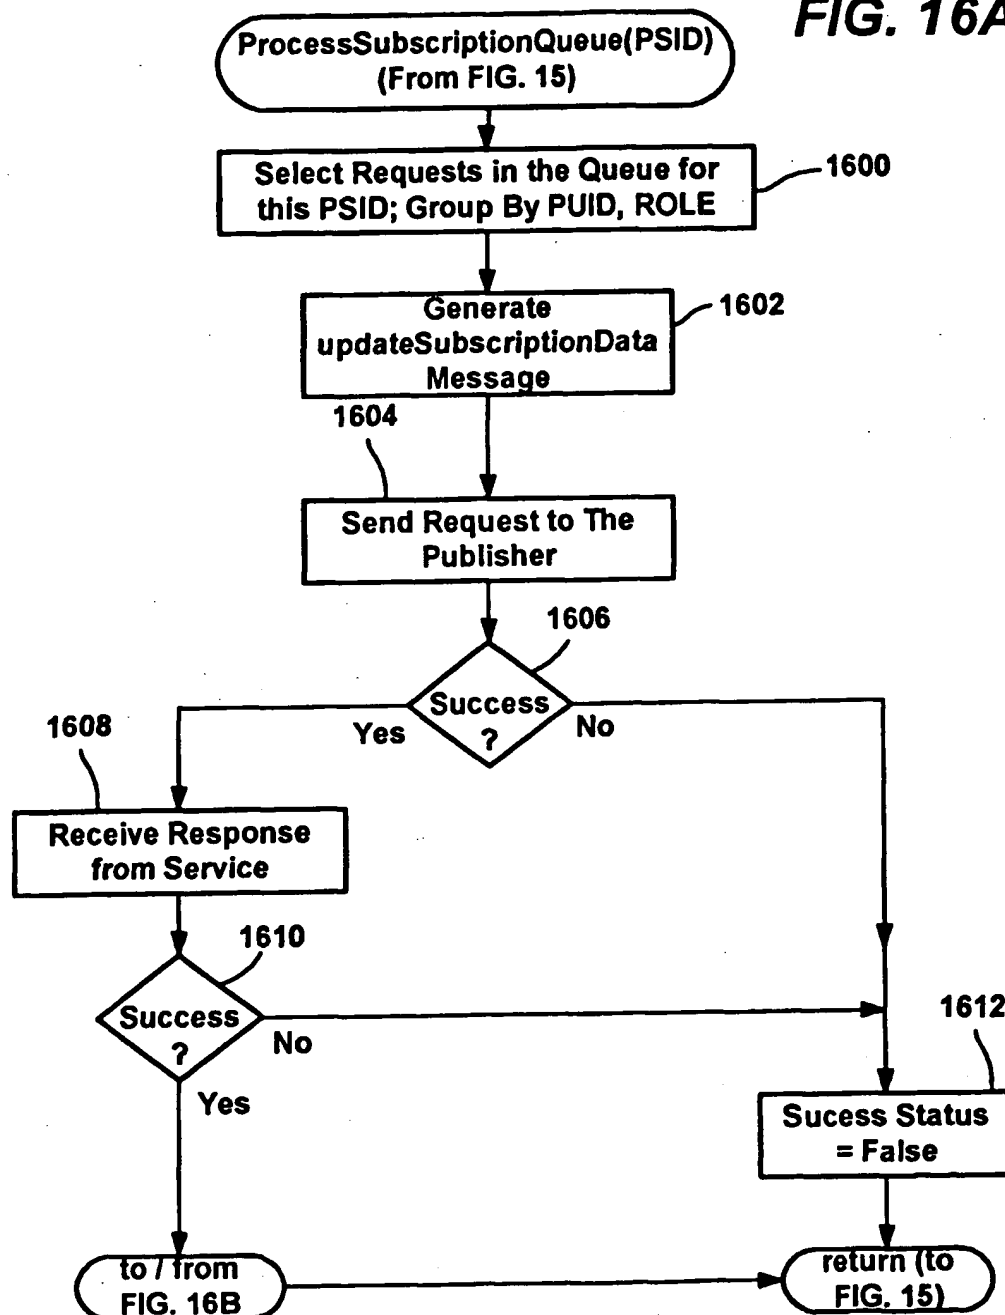 FIG. 16A
ProcessSubscriptionQueue(PSID)
(From FIG. 15)
Select Requests in the Queue for
this PSID; Group By PUID, ROLE
1600
Generate
updateSubscriptionData
Message
1602
1604
Send Request to The
Publisher
1606
Success
?
Yes
No
1608
Receive Response
from Service
1610
Success
?
No
Yes
1612
Sucess Status
= False
to / from
FIG. 16B
return (to
FIG. 15)